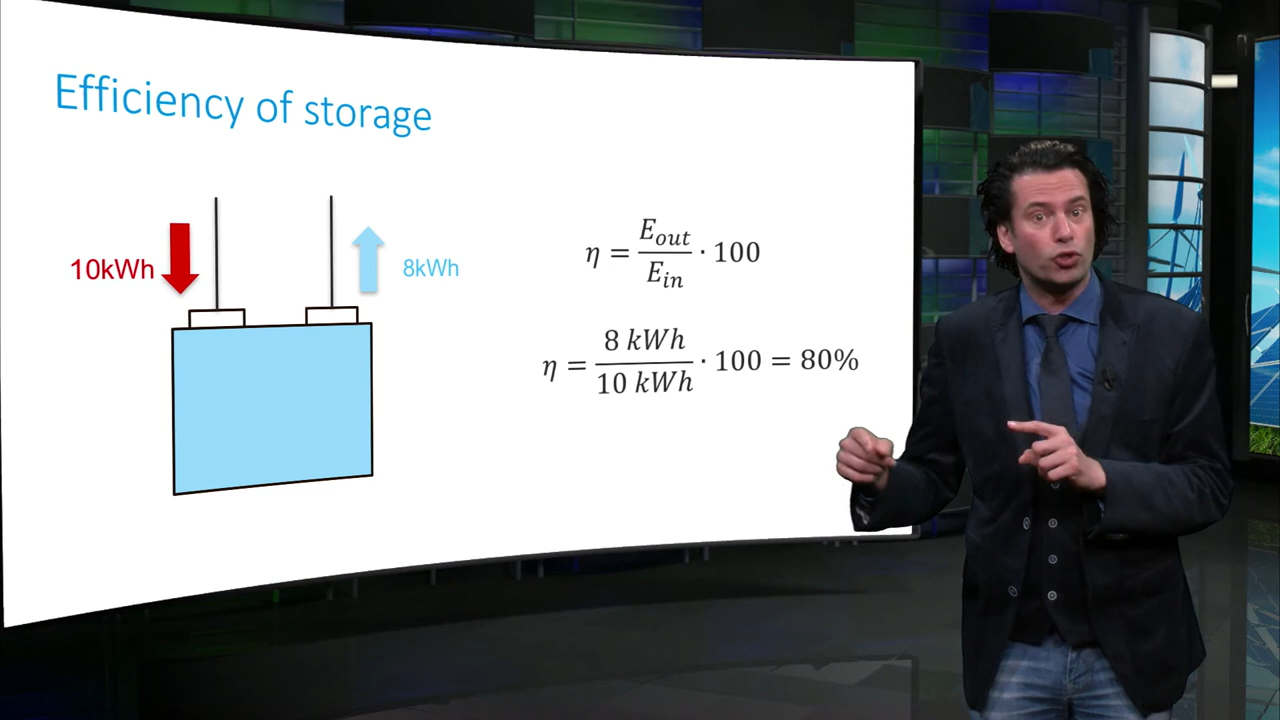 Efficiency of storage
10kWh
8kWh
η = E_out / E_in · 100
η = 8 kWh / 10 kWh · 100 = 80%